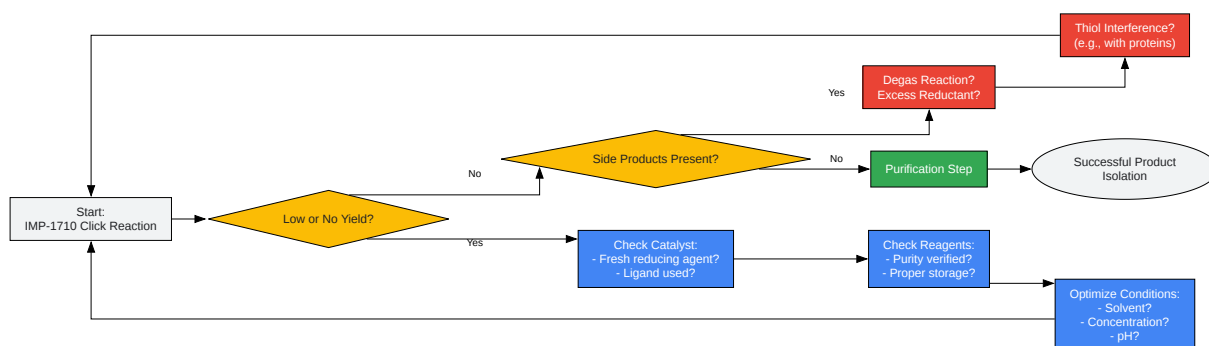 Thiol Interference?
(e.g., with proteins)
Degas Reaction?
Excess Reductant?
Yes
Side Products Present?
No
Purification Step
Successful Product
Isolation
No
Start:
IMP-1710 Click Reaction
Low or No Yield?
Yes
Check Catalyst:
- Fresh reducing agent?
- Ligand used?
Check Reagents:
- Purity verified?
- Proper storage?
Optimize Conditions:
- Solvent?
- Concentration?
- pH?